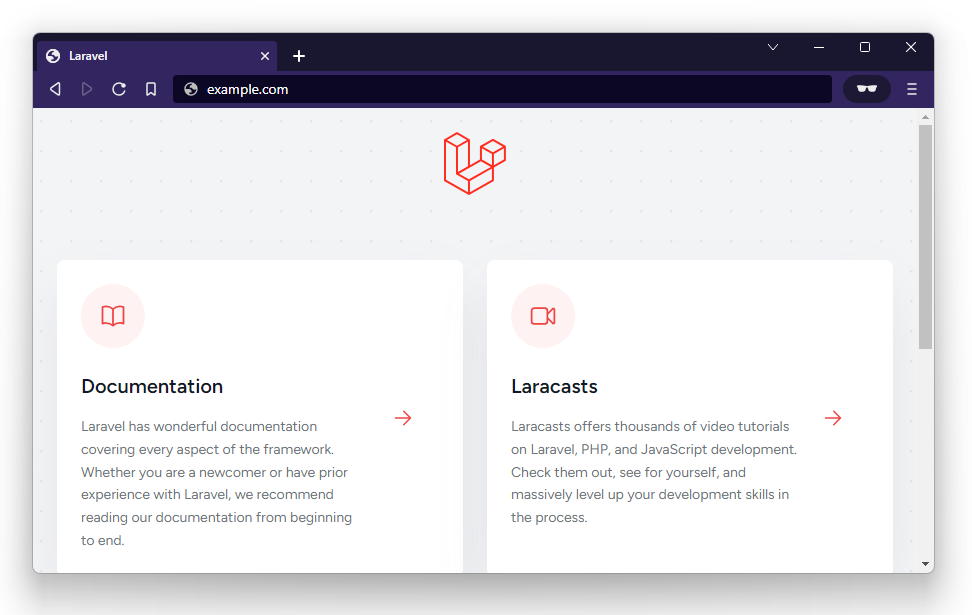 Laravel
example.com
Documentation
Laravel has wonderful documentation
covering every aspect of the framework.
Whether you are a newcomer or have prior
experience with Laravel, we recommend
reading our documentation from beginning
to end.
Laracasts
Laracasts offers thousands of video tutorials
on Laravel, PHP, and JavaScript development.
Check them out, see for yourself, and
massively level up your development skills in
the process.